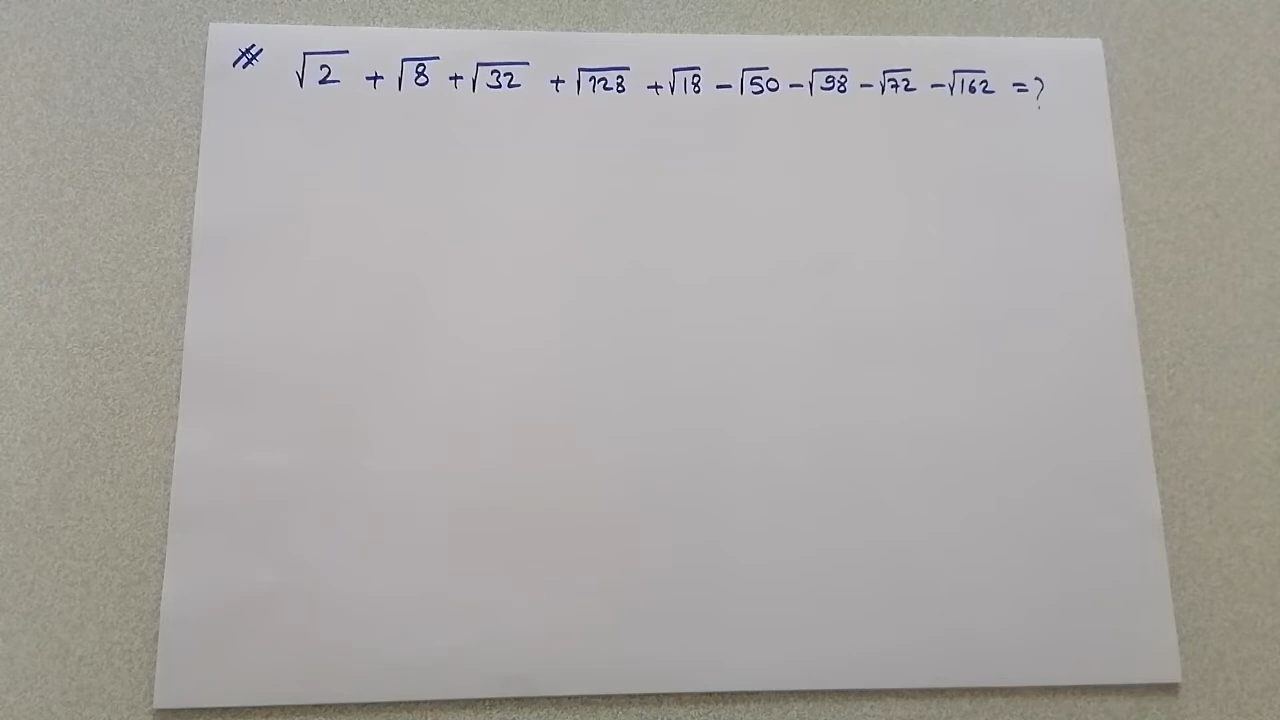 ※ √2 + √8 + √32 + √128 + √18 − √50 − √98 − √72 − √162 = ?